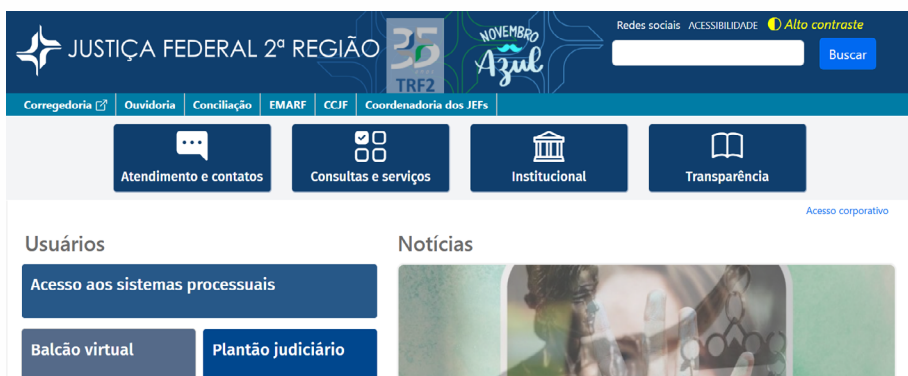 Redes sociais ACESSIBILIDADE Alto contraste
JUSTIÇA FEDERAL 2ª REGIÃO
35
TRF2
NOVEMBRO
Azul
Buscar
Corregedoria Ouvidoria Conciliação EMARF CCJF Coordenadoria dos JEFs
Atendimento e contatos Consultas e serviços Institucional Transparência
Acesso corporativo
Usuários Notícias
Acesso aos sistemas processuais
Balcão virtual Plantão judiciário